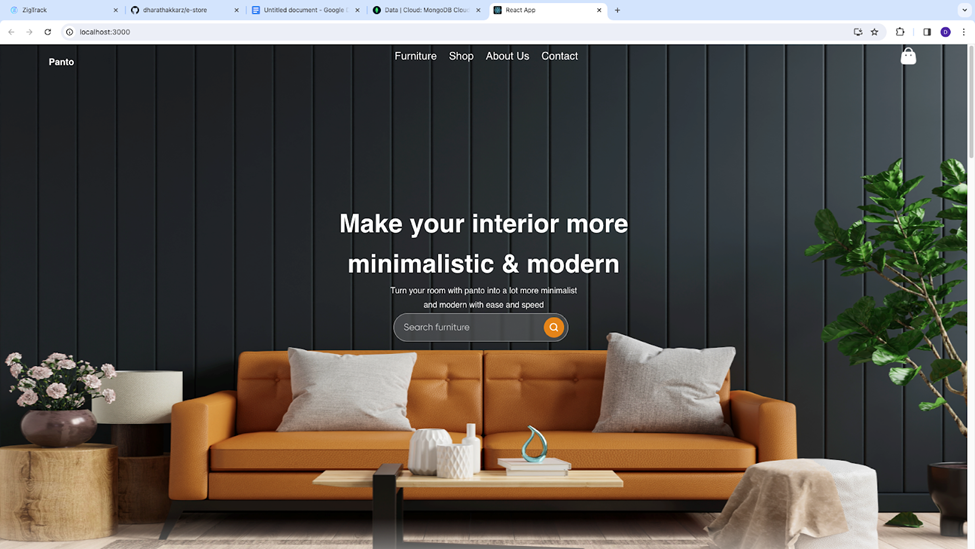 ZigiTrack
dharathakkarz/e-store
Untitled document - Google
Data | Cloud: MongoDB Cloud
React App
localhost:3000
D
Panto
Furniture Shop About Us Contact
Make your interior more
minimalistic & modern
Turn your room with panto into a lot more minimalist
and modern with ease and speed
Search furniture